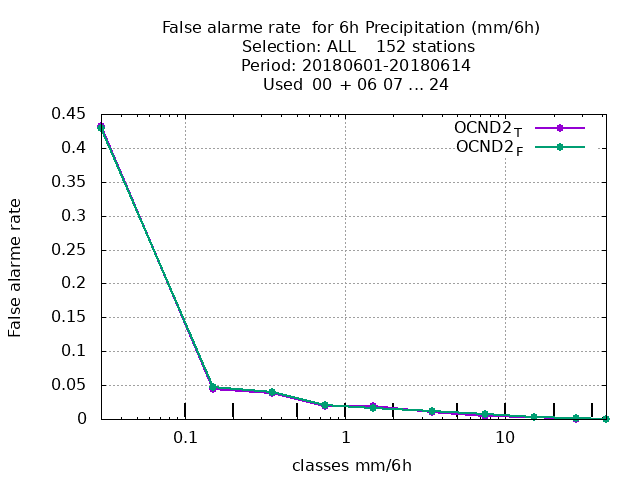 False alarme rate  for 6h Precipitation (mm/6h)
Selection: ALL    152 stations
Period: 20180601-20180614
Used  00  + 06 07 ... 24
OCND2_T
OCND2_F
False alarme rate
0.45
0.4
0.35
0.3
0.25
0.2
0.15
0.1
0.05
0
0.1 1 10
classes mm/6h